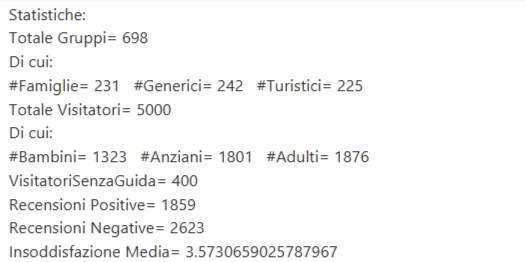 Statistiche:
Totale Gruppi= 698
Di cui:
#Famiglie= 231 #Generici= 242 #Turistici= 225
Totale Visitatori= 5000
Di cui:
#Bambini= 1323 #Anziani= 1801 #Adulti= 1876
VisitatoriSenzaGuida= 400
Recensioni Positive= 1859
Recensioni Negative= 2623
Insoddisfazione Media= 3.5730659025787967